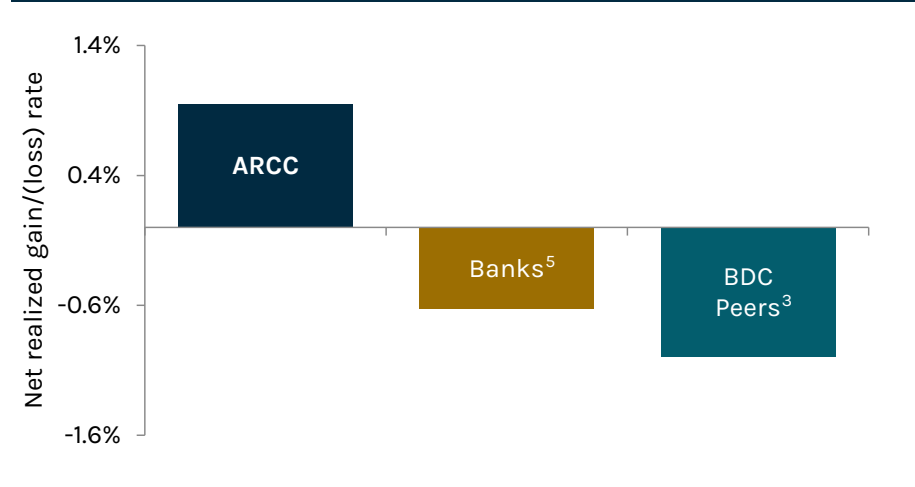 Net realized gain/(loss) rate
1.4%
0.4%
-0.6%
-1.6%
ARCC
Banks⁵
BDC
Peers³